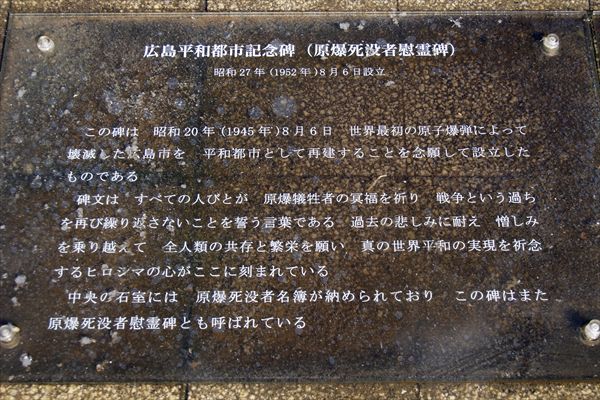 広島平和都市記念碑（原爆死没者慰霊碑）
昭和27年（1952年）8月6日設立
この碑は　昭和20年（1945年）8月6日　世界最初の原子爆弾によって
壊滅した広島市を　平和都市として再建することを念願して設立した
ものである
碑文は　すべての人びとが　原爆犠牲者の冥福を祈り　戦争という過ち
を再び繰り返さないことを誓う言葉である　過去の悲しみに耐え　憎しみ
を乗り越えて　全人類の共存と繁栄を願い　真の世界平和の実現を祈念
するヒロシマの心がここに刻まれている
中央の石室には　原爆死没者名簿が納められており　この碑はまた
原爆死没者慰霊碑とも呼ばれている